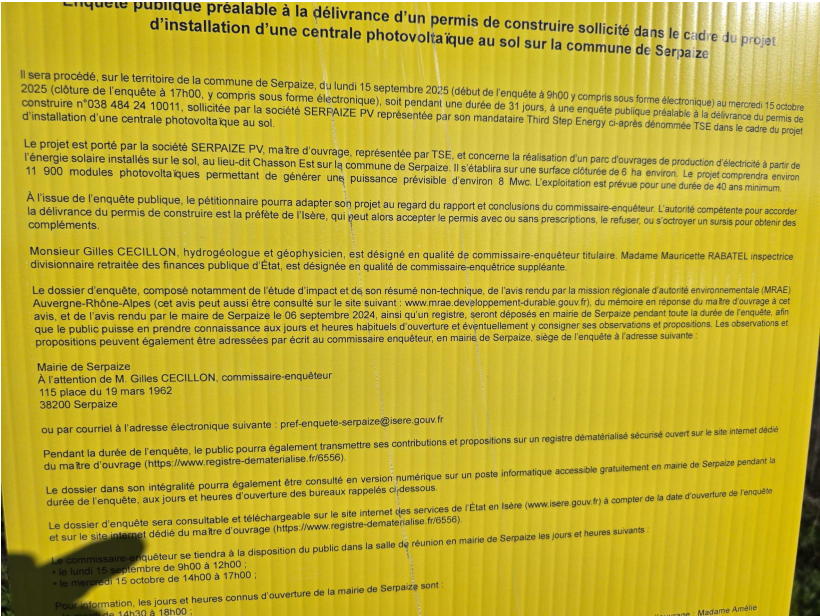 Enquête publique préalable à la délivrance d'un permis de construire sollicité dans le cadre du projet
d'installation d'une centrale photovoltaïque au sol sur la commune de Serpaize
Il sera procédé, sur le territoire de la commune de Serpaize, du lundi 15 septembre 2025 (début de l'enquête à 9h00 y compris sous forme électronique) au mercredi 15 octobre
2025 (clôture de l'enquête à 17h00, y compris sous forme électronique), soit pendant une durée de 31 jours, à une enquête publique préalable à la délivrance du permis de
construire n°038 484 24 10011, sollicitée par la société SERPAIZE PV représentée par son mandataire Third Step Energy ci-après dénommée TSE dans le cadre du projet
d'installation d'une centrale photovoltaïque au sol.
Le projet est porté par la société SERPAIZE PV, maître d'ouvrage, représentée par TSE, et concerne la réalisation d'un parc d'ouvrages de production d'électricité à partir de
l'énergie solaire installés sur le sol, au lieu-dit Chasson Est sur la commune de Serpaize. Il s'établira sur une surface clôturée de 6 ha environ. Le projet comprendra environ
11 900 modules photovoltaïques permettant de générer une puissance prévisible d'environ 8 Mwc. L'exploitation est prévue pour une durée de 40 ans minimum.
À l'issue de l'enquête publique, le pétitionnaire pourra adapter son projet au regard du rapport et conclusions du commissaire-enquêteur. L'autorité compétente pour accorder
la délivrance du permis de construire est la préfète de l'Isère, qui peut alors accepter le permis avec ou sans prescriptions, le refuser, ou s'octroyer un sursis pour obtenir des
compléments.
Monsieur Gilles CECILLON, hydrogéologue et géophysicien, est désigné en qualité de commissaire-enquêteur titulaire. Madame Mauricette RABATEL inspectrice
divisionnaire retraitée des finances publique d'État, est désignée en qualité de commissaire-enquêtrice suppléante.
Le dossier d'enquête, composé notamment de l'étude d'impact et de son résumé non-technique, de l'avis rendu par la mission régionale d'autorité environnementale (MRAE)
Auvergne-Rhône-Alpes (cet avis peut aussi être consulté sur le site suivant : www.mrae.developpement-durable.gouv.fr), du mémoire en réponse du maître d'ouvrage à cet
avis, et de l'avis rendu par le maire de Serpaize le 06 septembre 2024, ainsi qu'un registre, seront déposés en mairie de Serpaize pendant toute la durée de l'enquête, afin
que le public puisse en prendre connaissance aux jours et heures habituels d'ouverture et éventuellement y consigner ses observations et propositions. Les observations et
propositions peuvent également être adressées par écrit au commissaire enquêteur, en mairie de Serpaize, siège de l'enquête à l'adresse suivante :
Mairie de Serpaize
À l'attention de M. Gilles CECILLON, commissaire-enquêteur
115 place du 19 mars 1962
38200 Serpaize
ou par courriel à l'adresse électronique suivante : pref-enquete-serpaize@isere.gouv.fr
Pendant la durée de l'enquête, le public pourra également transmettre ses contributions et propositions sur un registre dématérialisé sécurisé ouvert sur le site internet dédié
du maître d'ouvrage (https://www.registre-dematerialise.fr/6556).
Le dossier dans son intégralité pourra également être consulté en version numérique sur un poste informatique accessible gratuitement en mairie de Serpaize pendant la
durée de l'enquête, aux jours et heures d'ouverture des bureaux rappelés ci-dessous.
Le dossier d'enquête sera consultable et téléchargeable sur le site internet des services de l'État en Isère (www.isere.gouv.fr) à compter de la date d'ouverture de l'enquête
et sur le site internet dédié du maître d'ouvrage (https://www.registre-dematerialise.fr/6556).
Le commissaire-enquêteur se tiendra à la disposition du public dans la salle de réunion en mairie de Serpaize les jours et heures suivants :
• le lundi 15 septembre de 9h00 à 12h00 ;
• le mercredi 15 octobre de 14h00 à 17h00 ;
Pour information, les jours et heures connus d'ouverture de la mairie de Serpaize sont :
de 14h30 à 18h00 ;
: Madame Amélie